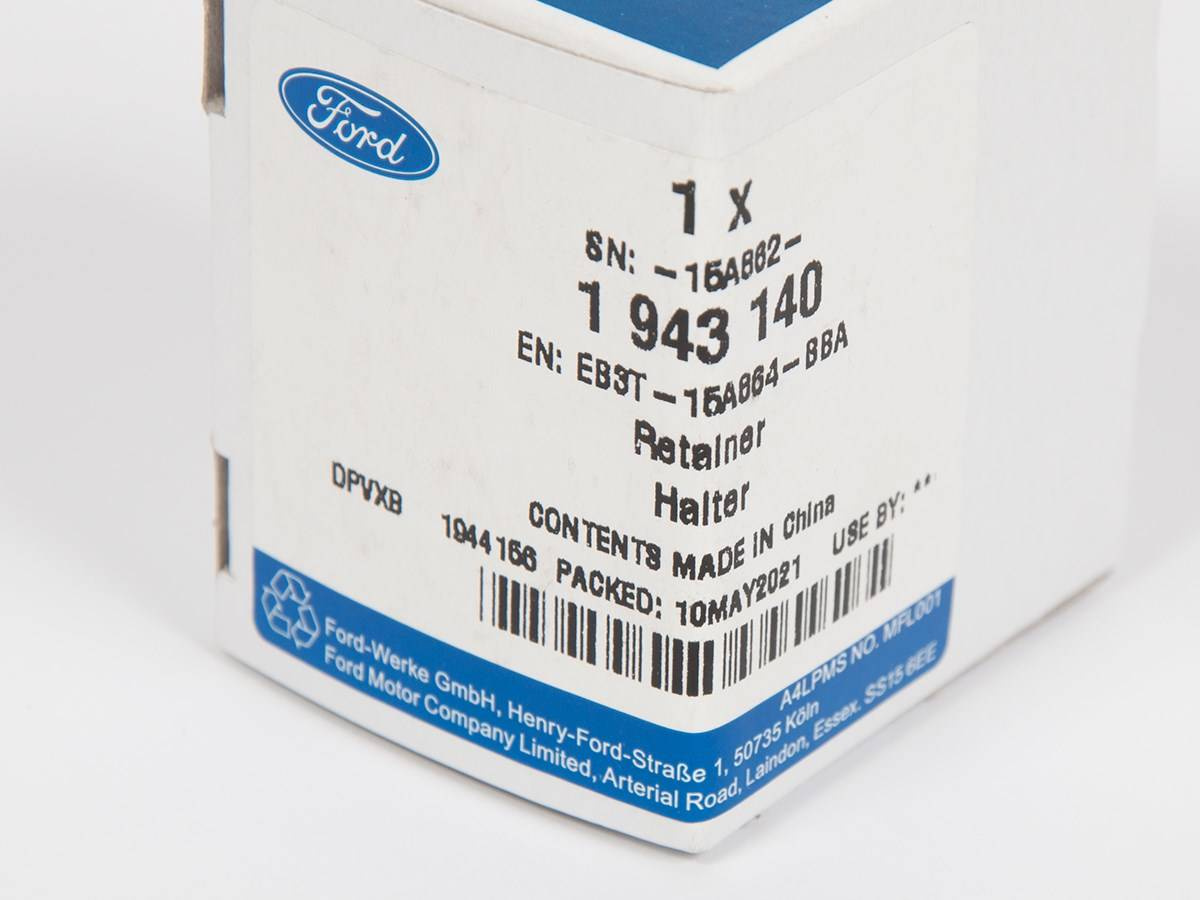 Ford
1 X
SN: -15A862-
1 943 140
EN: EB3T-15A864-BBA
Retainer
Halter
CONTENTS MADE IN China
DPVXB 1944156 PACKED: 10MAY2021 USE BY: **
A4LPMS NO. MFL001
Ford-Werke GmbH, Henry-Ford-Straße 1, 50735 Köln
Ford Motor Company Limited, Arterial Road, Laindon, Essex. SS15 6EE